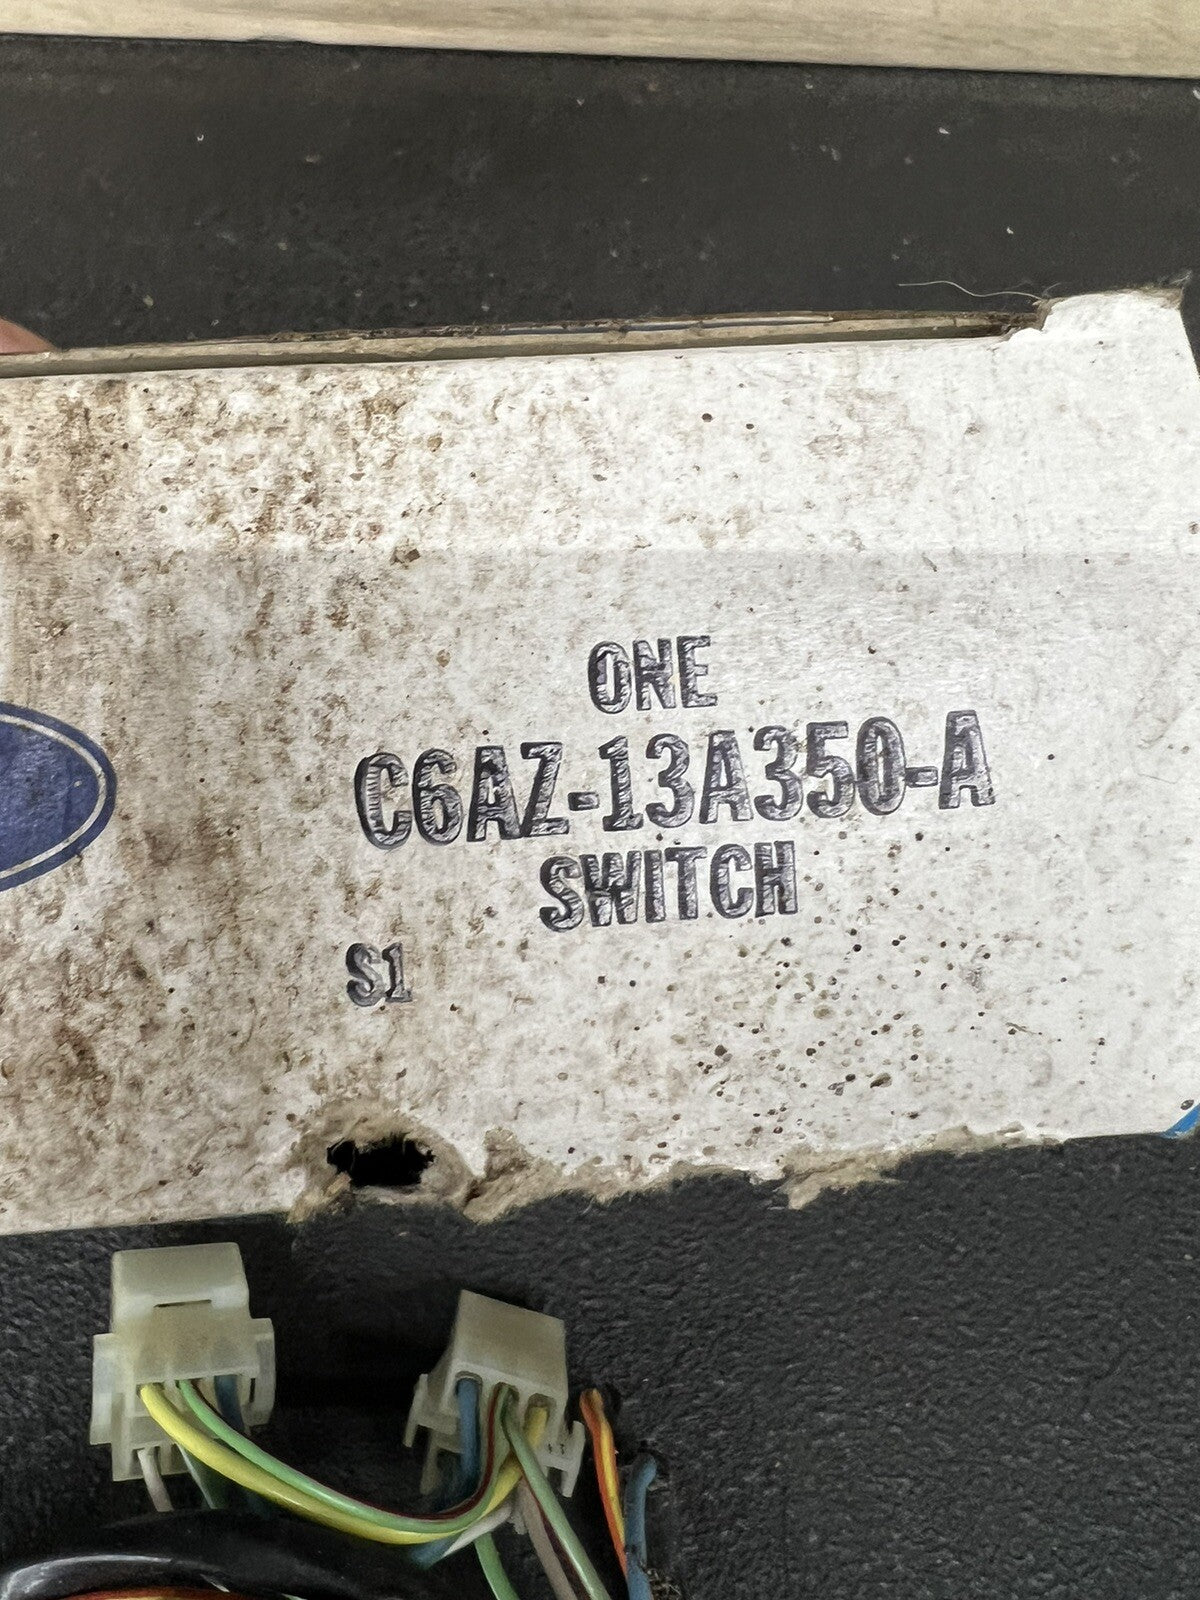 ONE
C6AZ-13A350-A
SWITCH
S1